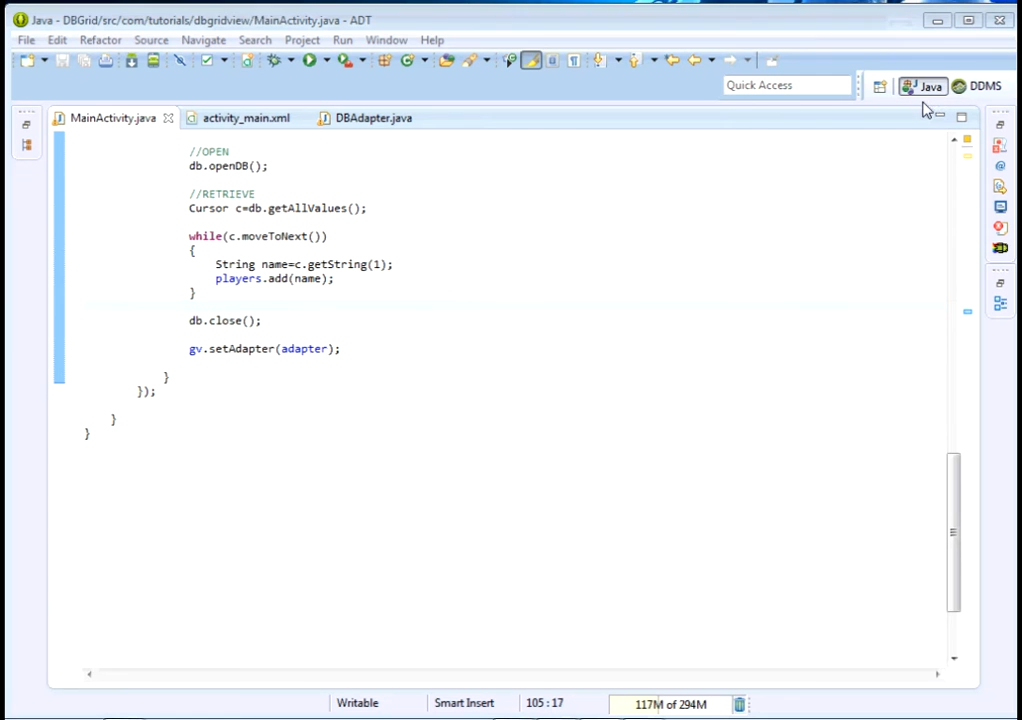 Java - DBGrid/src/com/tutorials/dbgridview/MainActivity.java - ADT
File Edit Refactor Source Navigate Search Project Run Window Help
Quick Access Java DDMS
MainActivity.java activity_main.xml DBAdapter.java
//OPEN
db.openDB();
//RETRIEVE
Cursor c=db.getAllValues();
while(c.moveToNext())
{
String name=c.getString(1);
players.add(name);
}
db.close();
gv.setAdapter(adapter);
}
});
}
}
Writable Smart Insert 105 : 17 117M of 294M